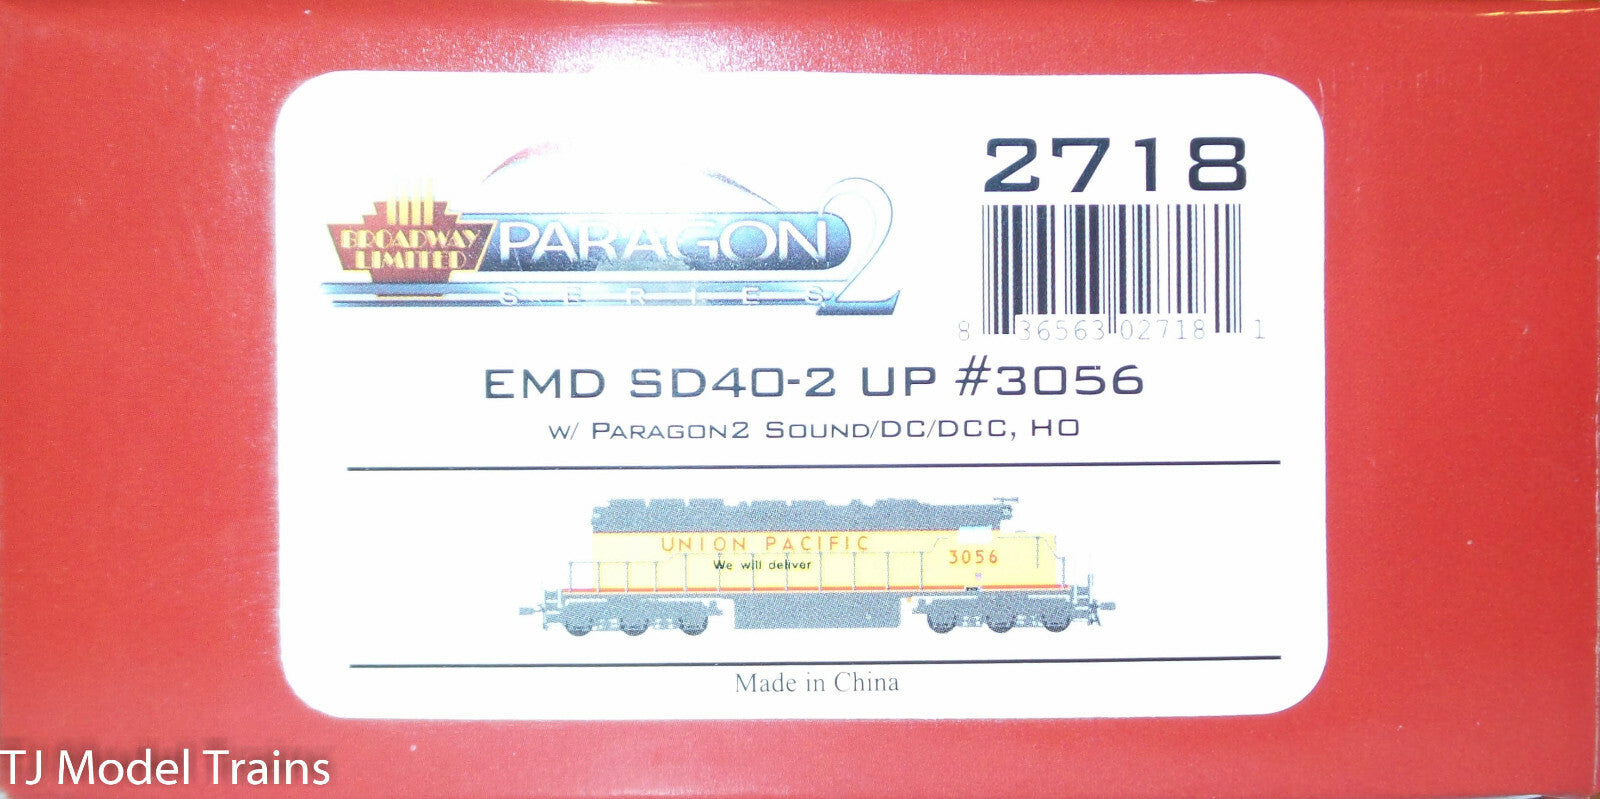 2718
BROADWAY
LIMITED
PARAGON 2
SERIES
8 36563 02718 1
EMD SD40-2 UP #3056
w/ Paragon2 Sound/DC/DCC, HO
UNION PACIFIC
3056
We will deliver
Made in China
TJ Model Trains